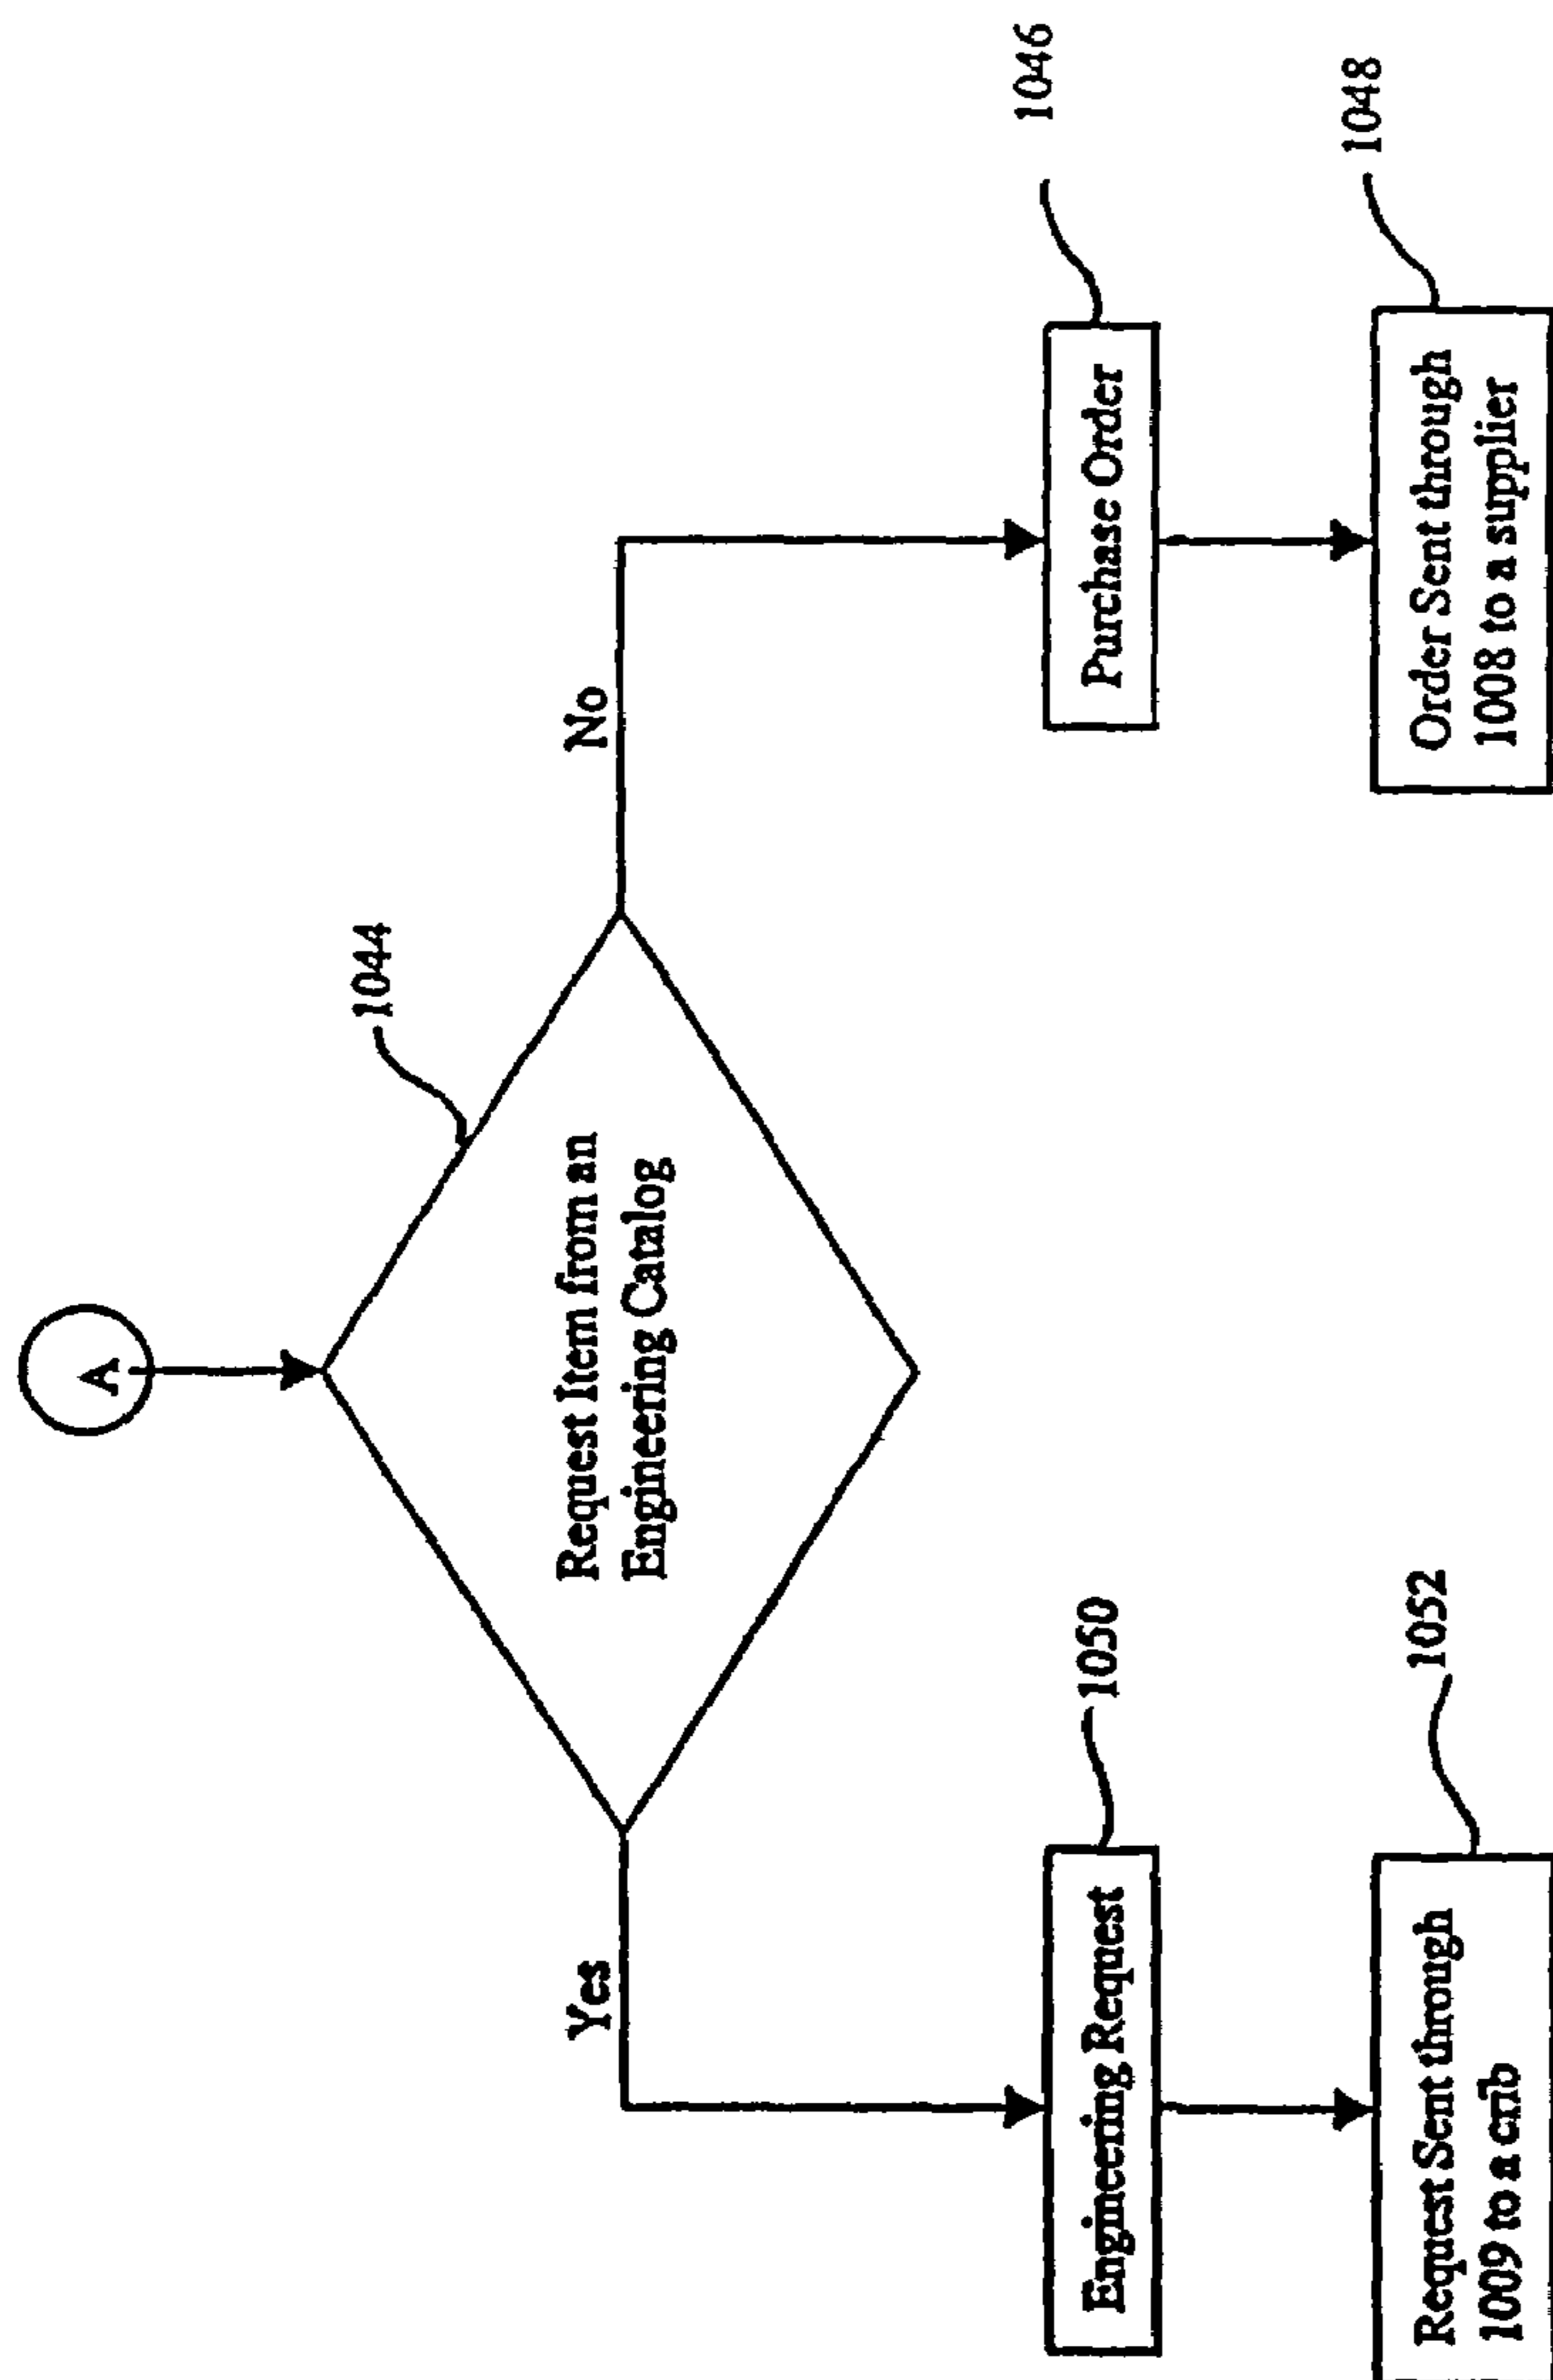 A
1044
Request Item from an
Engineering Catalog
Yes
No
Engineering Request
1050
Purchase Order
1046
Request Sent through
1009 to a crib
1052
Order Sent through
1008 to a supplier
1048